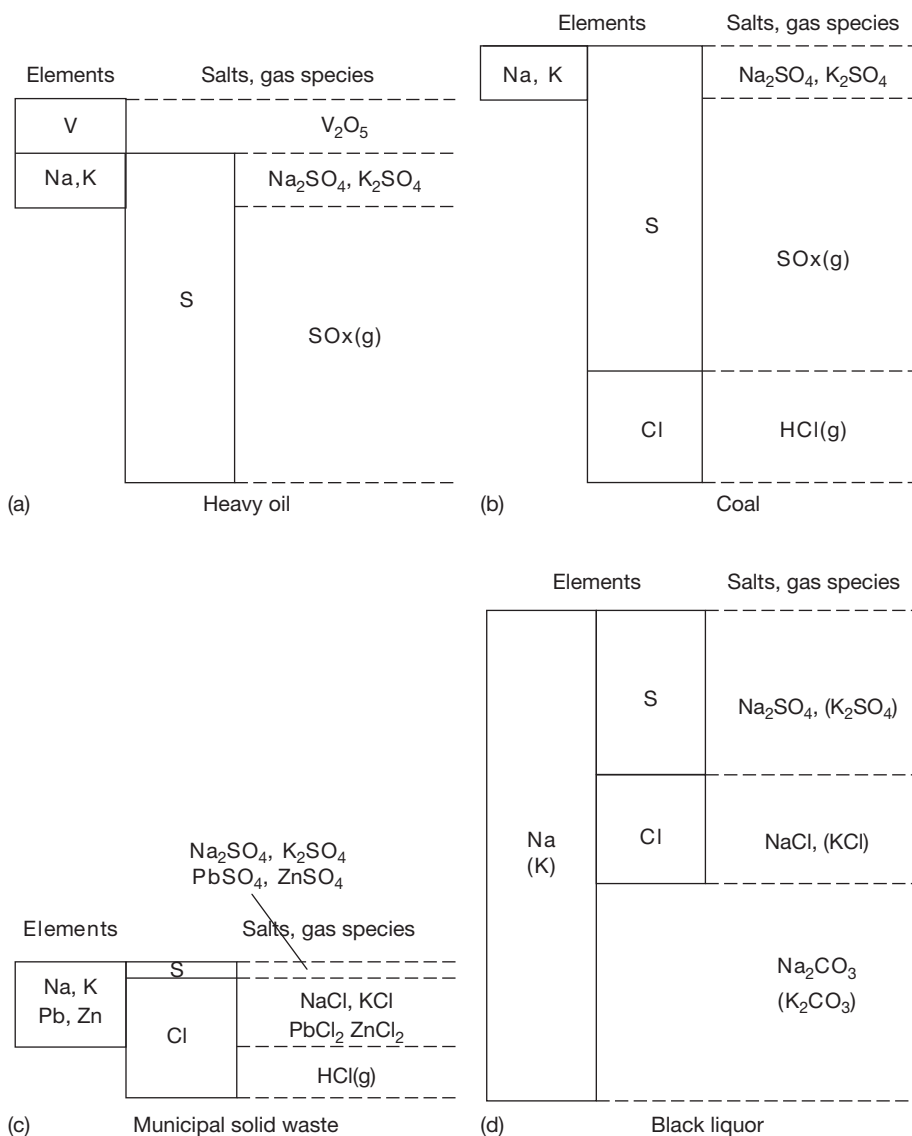 Elements Salts, gas species
V V₂O₅
Na,K Na₂SO₄, K₂SO₄
S
SOx(g)
(a) Heavy oil
Elements Salts, gas species
Na, K Na₂SO₄, K₂SO₄
S
SOx(g)
Cl HCl(g)
(b) Coal
Na₂SO₄, K₂SO₄
PbSO₄, ZnSO₄
Elements Salts, gas species
S
Na, K
Pb, Zn
Cl
NaCl, KCl
PbCl₂ ZnCl₂
HCl(g)
(c) Municipal solid waste
Elements Salts, gas species
S Na₂SO₄, (K₂SO₄)
Na
(K)
Cl NaCl, (KCl)
Na₂CO₃
(K₂CO₃)
(d) Black liquor